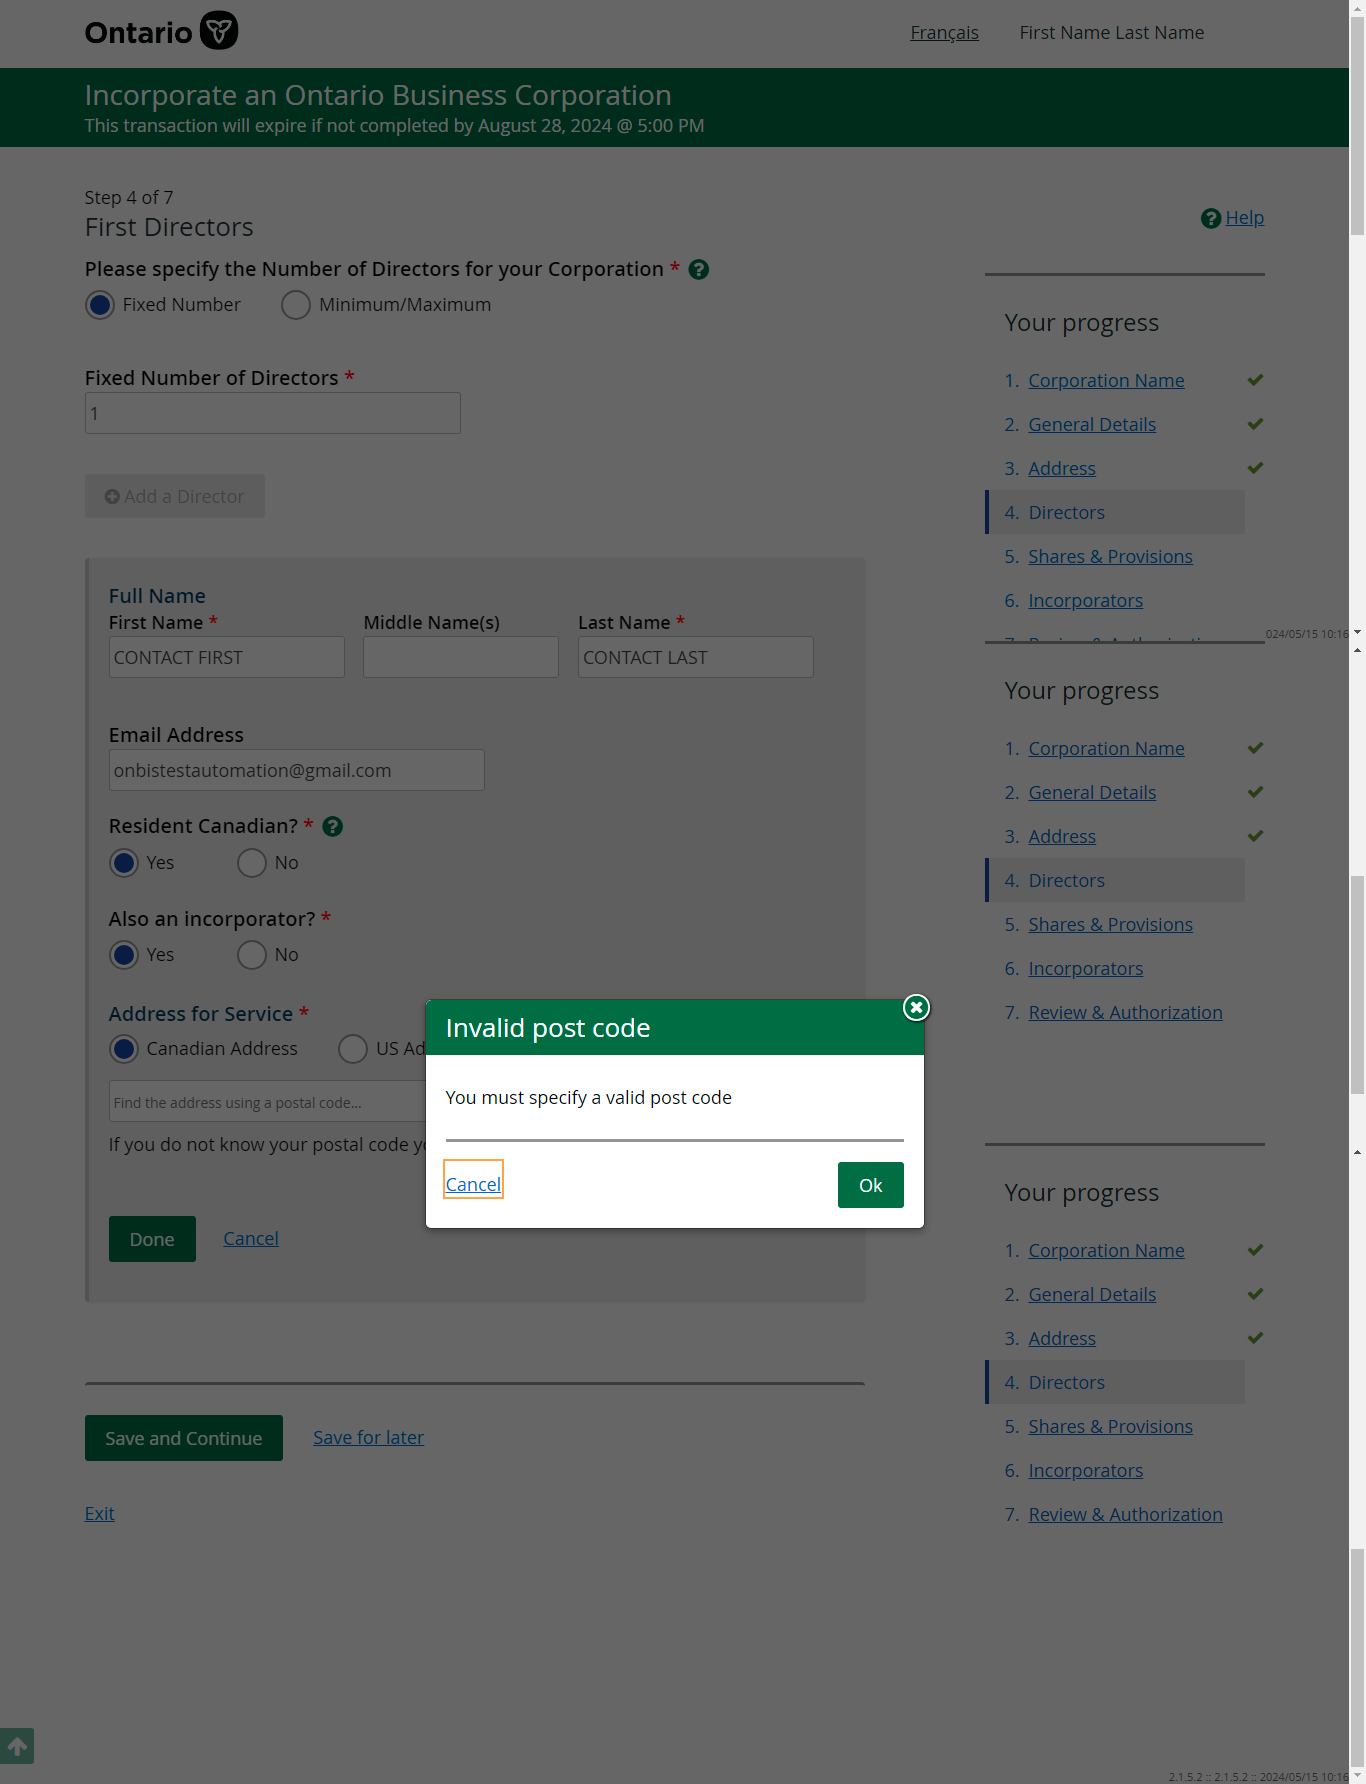 Ontario
Français
First Name Last Name
Incorporate an Ontario Business Corporation
This transaction will expire if not completed by August 28, 2024 @ 5:00 PM
Step 4 of 7
First Directors
Help
Please specify the Number of Directors for your Corporation *
Fixed Number
Minimum/Maximum
Fixed Number of Directors *
1
Add a Director
Full Name
First Name *
Middle Name(s)
Last Name *
CONTACT FIRST
CONTACT LAST
Email Address
onbistestautomation@gmail.com
Resident Canadian? *
Yes
No
Also an incorporator? *
Yes
No
Address for Service *
Canadian Address
US Ad
Find the address using a postal code...
If you do not know your postal code
Done
Cancel
Invalid post code
You must specify a valid post code
Cancel
Ok
Save and Continue
Save for later
Exit
Your progress
1. Corporation Name
2. General Details
3. Address
4. Directors
5. Shares & Provisions
6. Incorporators
024/05/15 10:16
Your progress
1. Corporation Name
2. General Details
3. Address
4. Directors
5. Shares & Provisions
6. Incorporators
7. Review & Authorization
Your progress
1. Corporation Name
2. General Details
3. Address
4. Directors
5. Shares & Provisions
6. Incorporators
7. Review & Authorization
2.1.5.2 :: 2.1.5.2 :: 2024/05/15 10:16